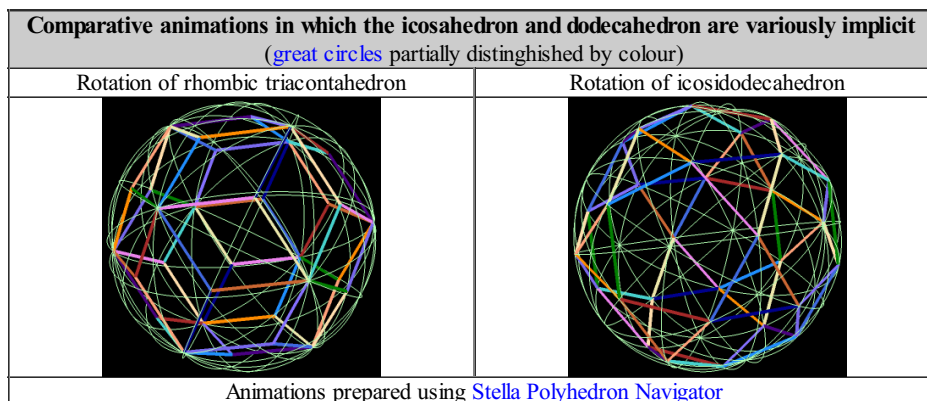 Comparative animations in which the icosahedron and dodecahedron are variously implicit
(great circles partially distinghished by colour)
Rotation of rhombic triacontahedron
Rotation of icosidodecahedron
Animations prepared using Stella Polyhedron Navigator